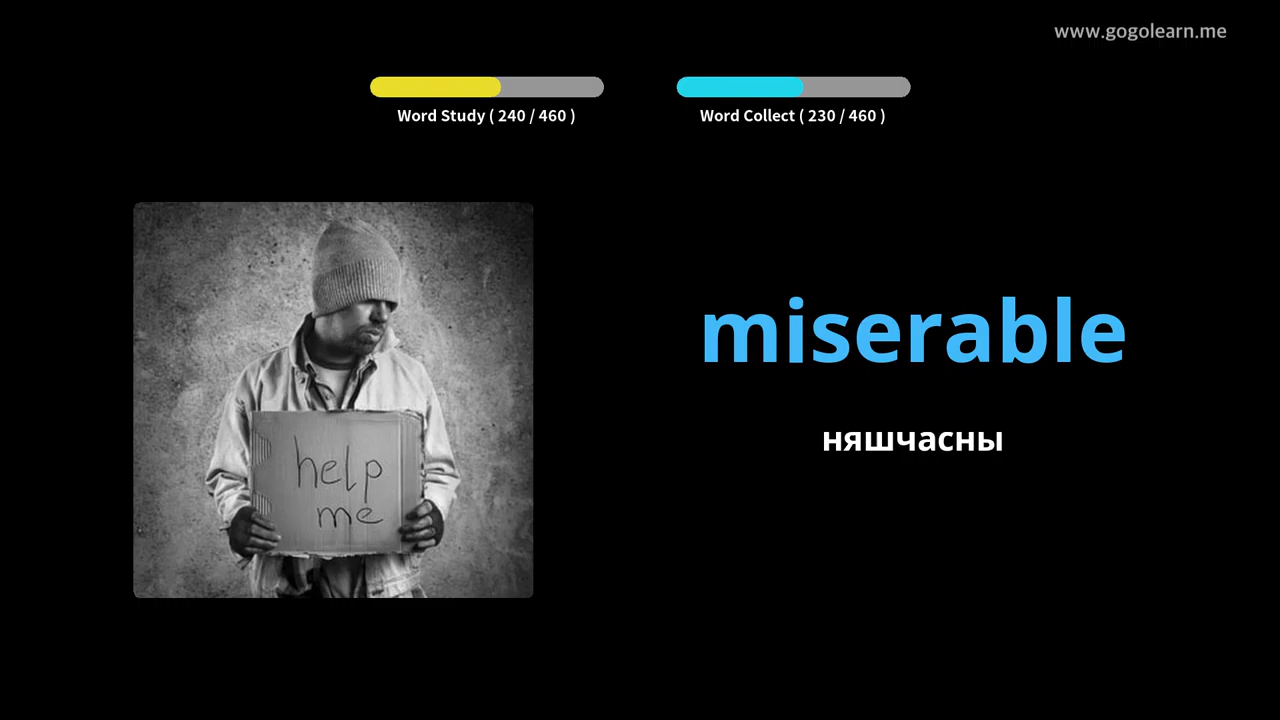 www.gogolearn.me
Word Study ( 240 / 460 )
Word Collect ( 230 / 460 )
miserable
няшчасны
help
me